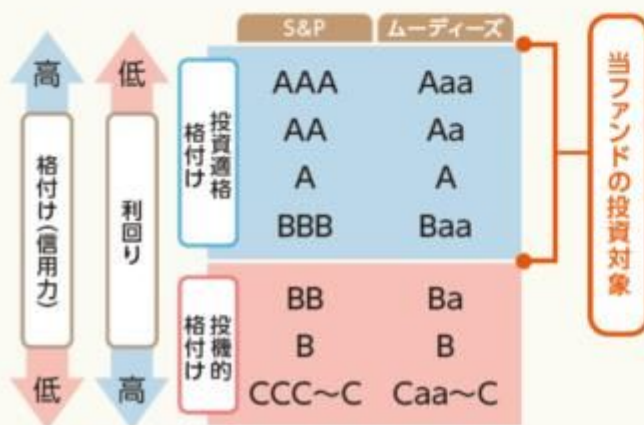 S&P ムーディーズ
高 低
投資適格
格付け
AAA Aaa
AA Aa
A A
BBB Baa
格付け(信用力)
利回り
投機的
格付け
BB Ba
B B
CCC～C Caa～C
低 高
当ファンドの投資対象